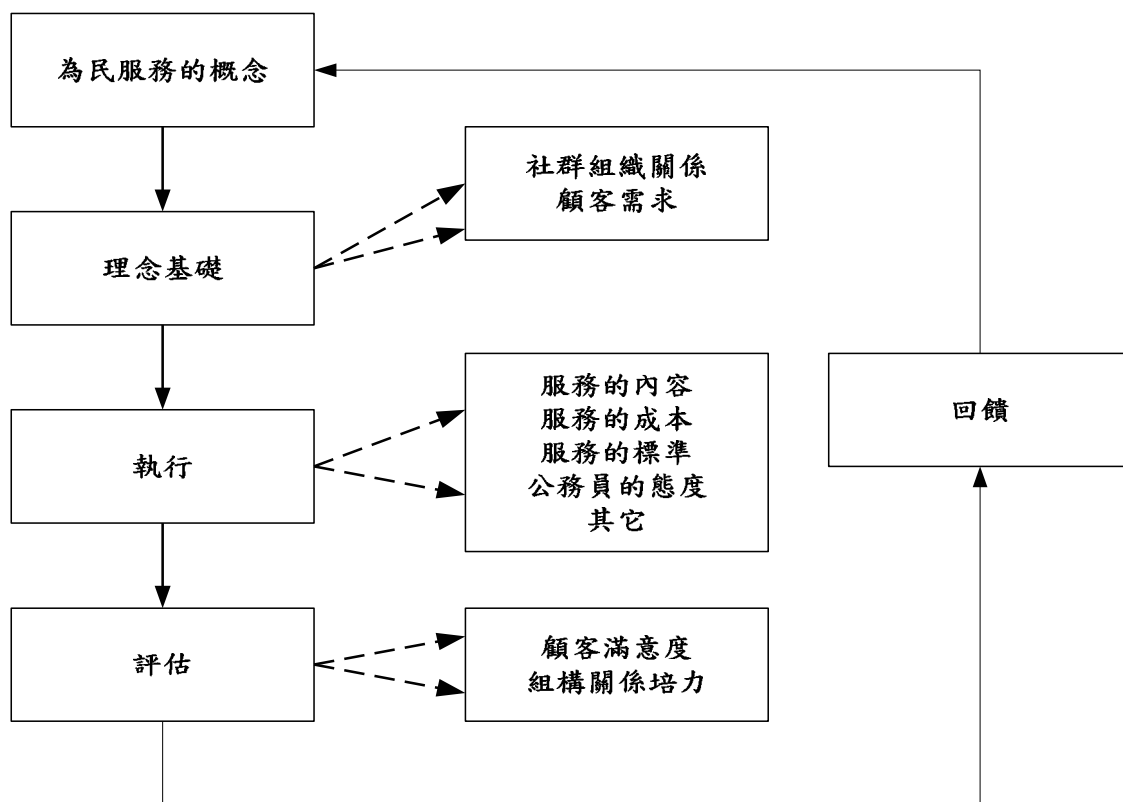 為民服務的概念
社群組織關係
顧客需求
理念基礎
服務的內容
服務的成本
服務的標準
公務員的態度
其它
回饋
執行
顧客滿意度
組構關係培力
評估